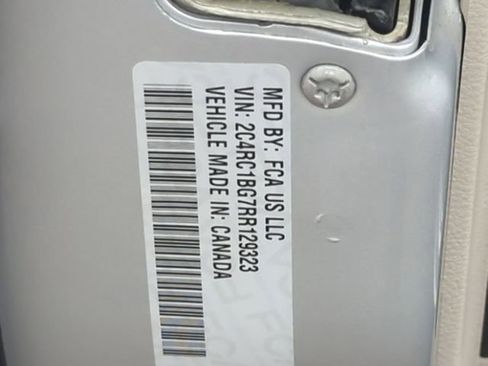 MFD BY: FCA US LLC
VIN: 2C4RC1BG7RR129323
VEHICLE MADE IN: CANADA